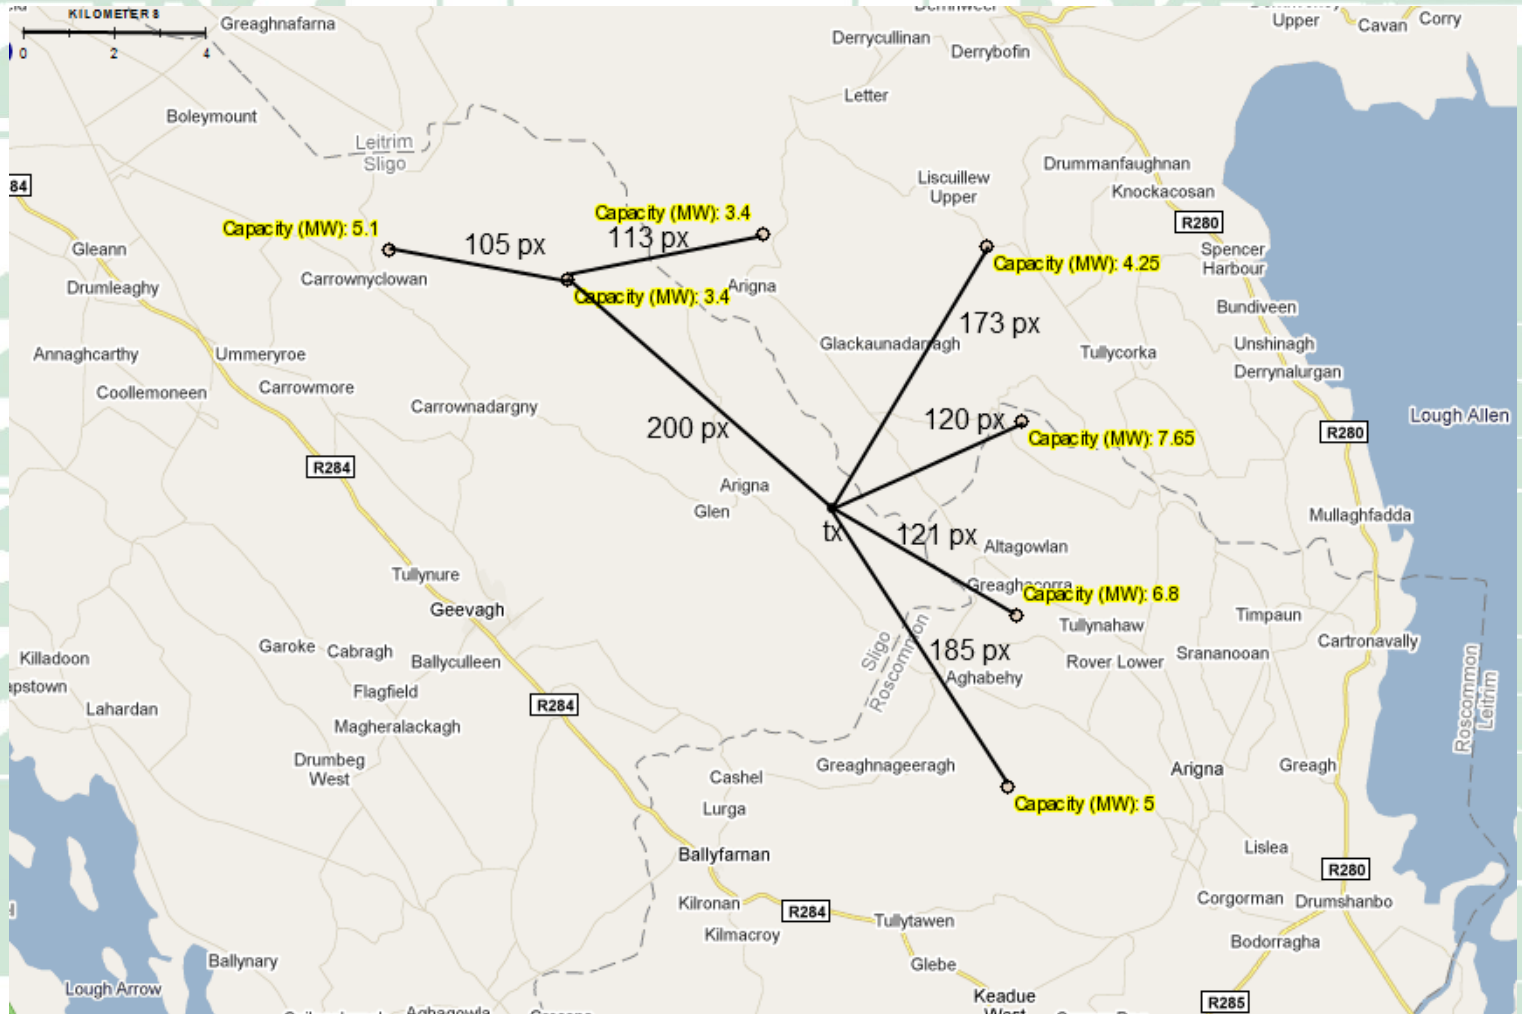 KILOMETERS
0 2 4
Greaghnafarna
Derrycullinan
Derrybofin
Upper
Cavan
Corry
Letter
Boleymount
Leitrim
Sligo
Drummanfaughnan
Liscuillew
Upper
Knockacosan
84
R280
Capacity (MW): 5.1
Capacity (MW): 3.4
105 px
113 px
Gleann
Carrownyclowan
Drumleaghy
Capacity (MW): 3.4
Arigna
Capacity (MW): 4.25
Spencer
Harbour
Bundiveen
173 px
Glackaunadarragh
Tullycorka
Unshinagh
Derrynalurgan
Annaghcarthy
Ummeryroe
Coollemoneen
Carrowmore
Carrownadargny
200 px
120 px
Capacity (MW): 7.65
Lough Allen
R280
R284
Arigna
Glen
tx
121 px
Altagowlan
Mullaghfadda
Tullynure
Geevagh
Greaghacorra
Capacity (MW): 6.8
Timpaun
Tullynahaw
Cartronavally
Garoke
Cabragh
Ballyculleen
Killadoon
Sligo
Roscommon
185 px
Rover Lower
Srananooan
Aghabehy
Roscommon
Leitrim
apstown
Flagfield
Lahardan
R284
Magheralackagh
Drumbeg
West
Cashel
Greaghnageeragh
Arigna
Greagh
Lurga
Capacity (MW): 5
Ballyfarnan
Lislea
R280
Kilronan
R284
Tullytawen
Corgorman
Drumshanbo
Kilmacroy
Bodorragha
Ballynary
Glebe
Lough Arrow
Keadue
West
R285